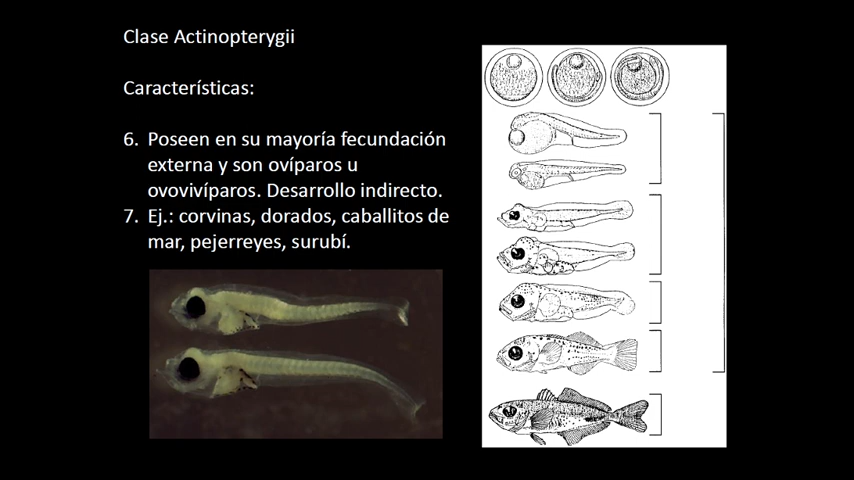 Clase Actinopterygii
Características:
6. Poseen en su mayoría fecundación
externa y son ovíparos u
ovovivíparos. Desarrollo indirecto.
7. Ej.: corvinas, dorados, caballitos de
mar, pejerreyes, surubí.